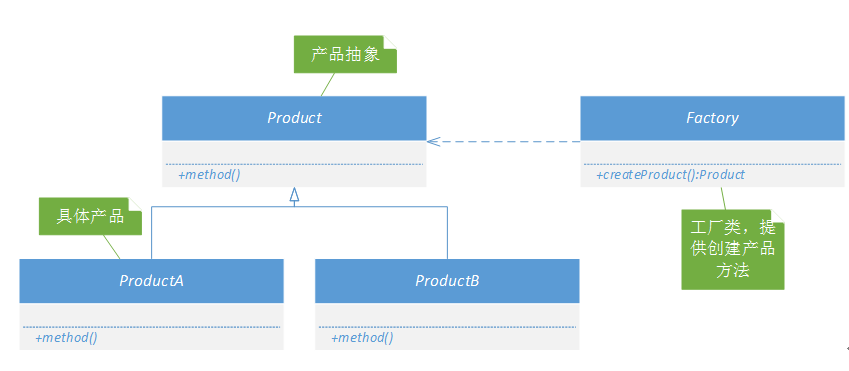 产品抽象
Product
Factory
+method()
+createProduct():Product
具体产品
工厂类，提
供创建产品
方法
ProductA
ProductB
+method()
+method()